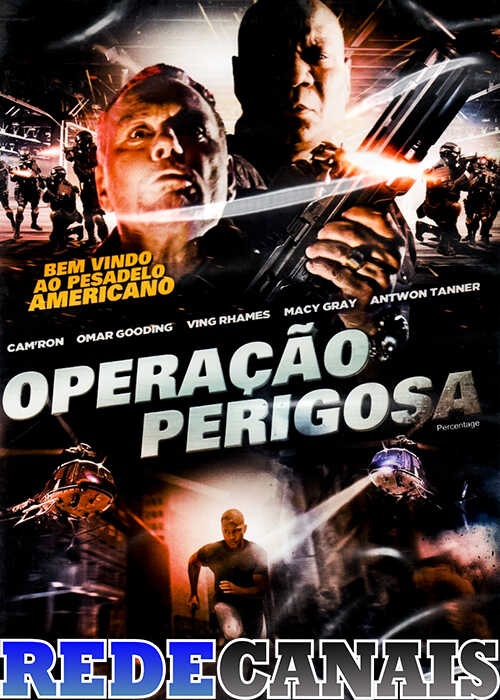 BEM VINDO
AO PESADELO
AMERICANO
CAM'RON OMAR GOODING VING RHAMES MACY GRAY ANTWON TANNER
OPERAÇÃO
PERIGOSA
Percentage
REDECANAIS